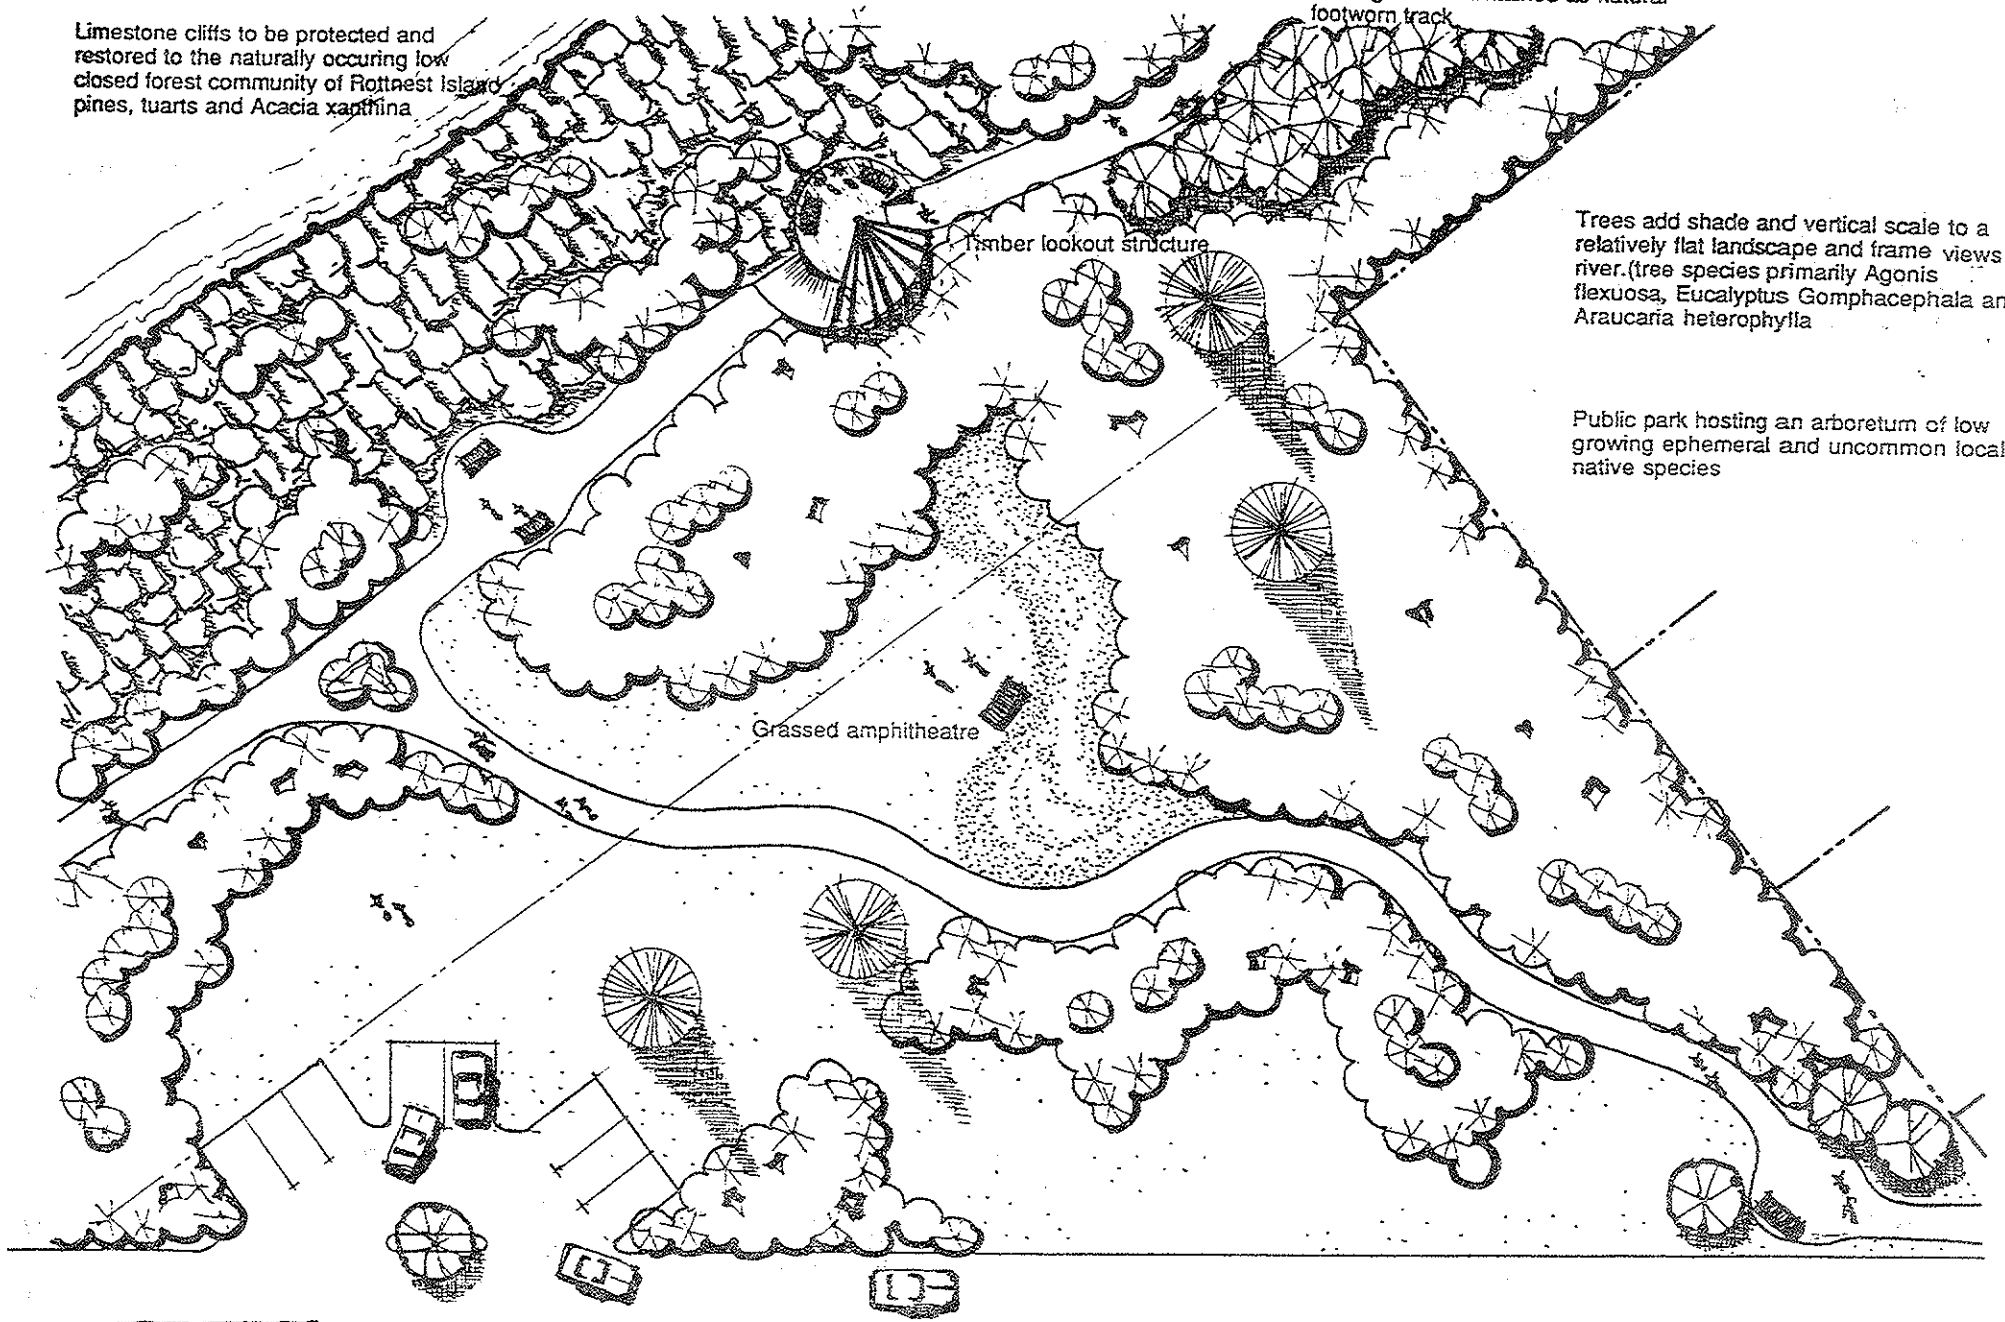 footworn track
Limestone cliffs to be protected and
restored to the naturally occuring low
closed forest community of Rottnest Island
pines, tuarts and Acacia xanthina
Timber lookout structure
Trees add shade and vertical scale to a
relatively flat landscape and frame views
river.(tree species primarily Agonis
flexuosa, Eucalyptus Gomphacephala an
Araucaria heterophylla
Public park hosting an arboretum of low
growing ephemeral and uncommon local
native species
Grassed amphitheatre